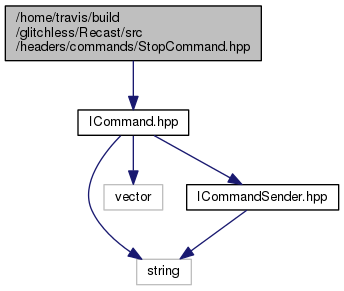 /home/travis/build
/glitchless/Recast/src
/headers/commands/StopCommand.hpp
ICommand.hpp
vector
ICommandSender.hpp
string